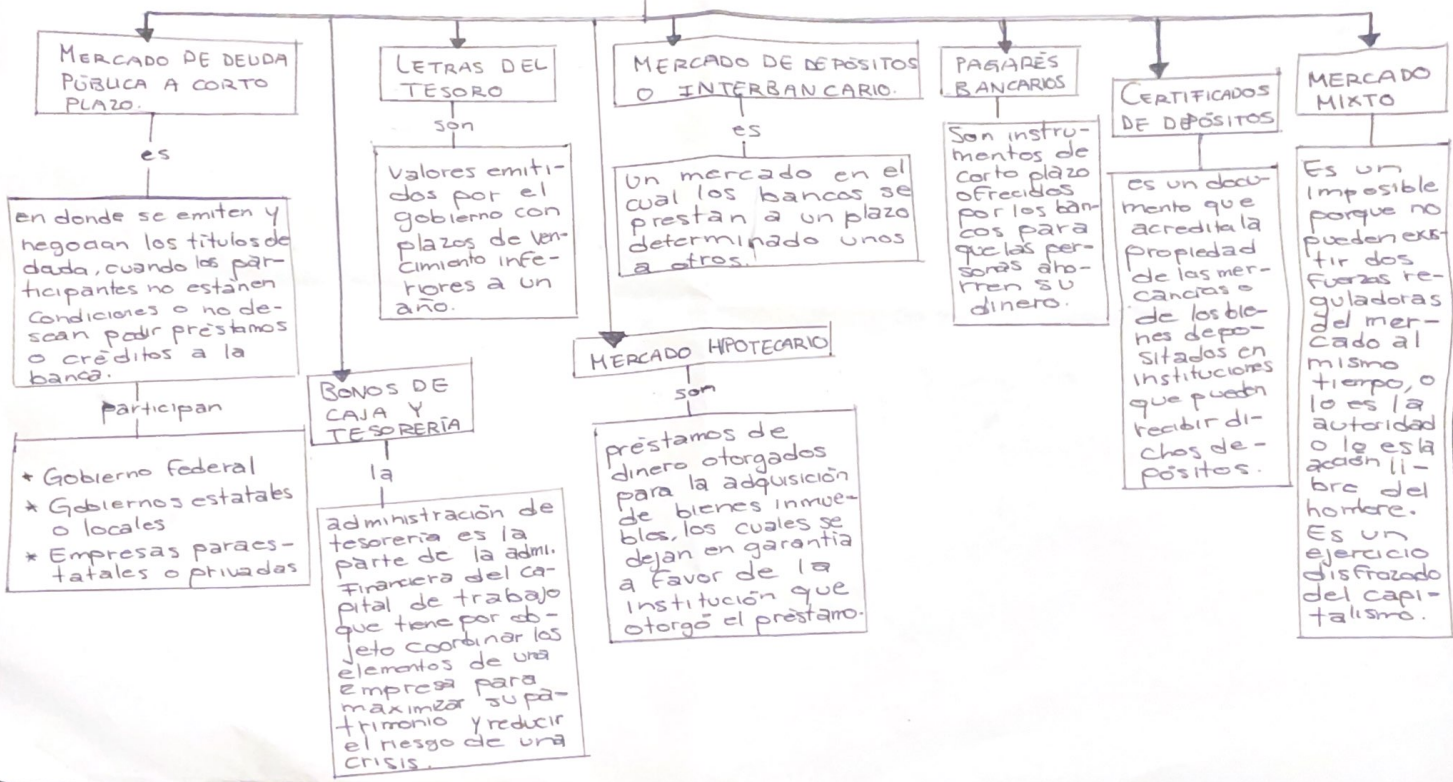 MERCADO DE DEUDA
PÚBLICA A CORTO
PLAZO.
es
en donde se emiten y
negocian los títulos de
deuda, cuando los par-
ticipantes no están en
condiciones o no de-
sean pedir préstamos
o créditos a la
banca.
participan
* Gobierno federal
* Gobiernos estatales
o locales
* Empresas paraes-
tatales o privadas
BONOS DE
CAJA Y
TESORERÍA
la
administración de
tesorería es la
parte de la admi.
financiera del ca-
pital de trabajo
que tiene por ob-
jeto coordinar los
elementos de una
empresa para
maximizar su pa-
trimonio y reducir
el riesgo de una
crisis.
LETRAS DEL
TESORO
son
valores emiti-
dos por el
gobierno con
plazos de ven-
cimiento infe-
riores a un
año.
MERCADO HIPOTECARIO
son
préstamos de
dinero otorgados
para la adquisición
de bienes inmue-
bles, los cuales se
dejan en garantía
a favor de la
institución que
otorgó el préstamo.
MERCADO DE DEPÓSITOS
O INTERBANCARIO.
es
un mercado en el
cual los bancos se
prestan a un plazo
determinado unos
a otros.
PAGARÉS
BANCARIOS
Son instru-
mentos de
corto plazo
ofrecidos
por los ban-
cos para
que las per-
sonas aho-
rren su
dinero.
CERTIFICADOS
DE DEPÓSITOS
es un docu-
mento que
acredita la
propiedad
de las mer-
cancías o
de los bie-
nes depo-
sitados en
instituciones
que pueden
recibir di-
chos de-
pósitos.
MERCADO
MIXTO
Es un
imposible
porque no
pueden exis-
tir dos
fuerzas re-
guladoras
del mer-
cado al
mismo
tiempo, o
lo es la
autoridad
o lo es la
acción li-
bre del
hombre.
Es un
ejercicio
disfrazado
del capi-
talismo.